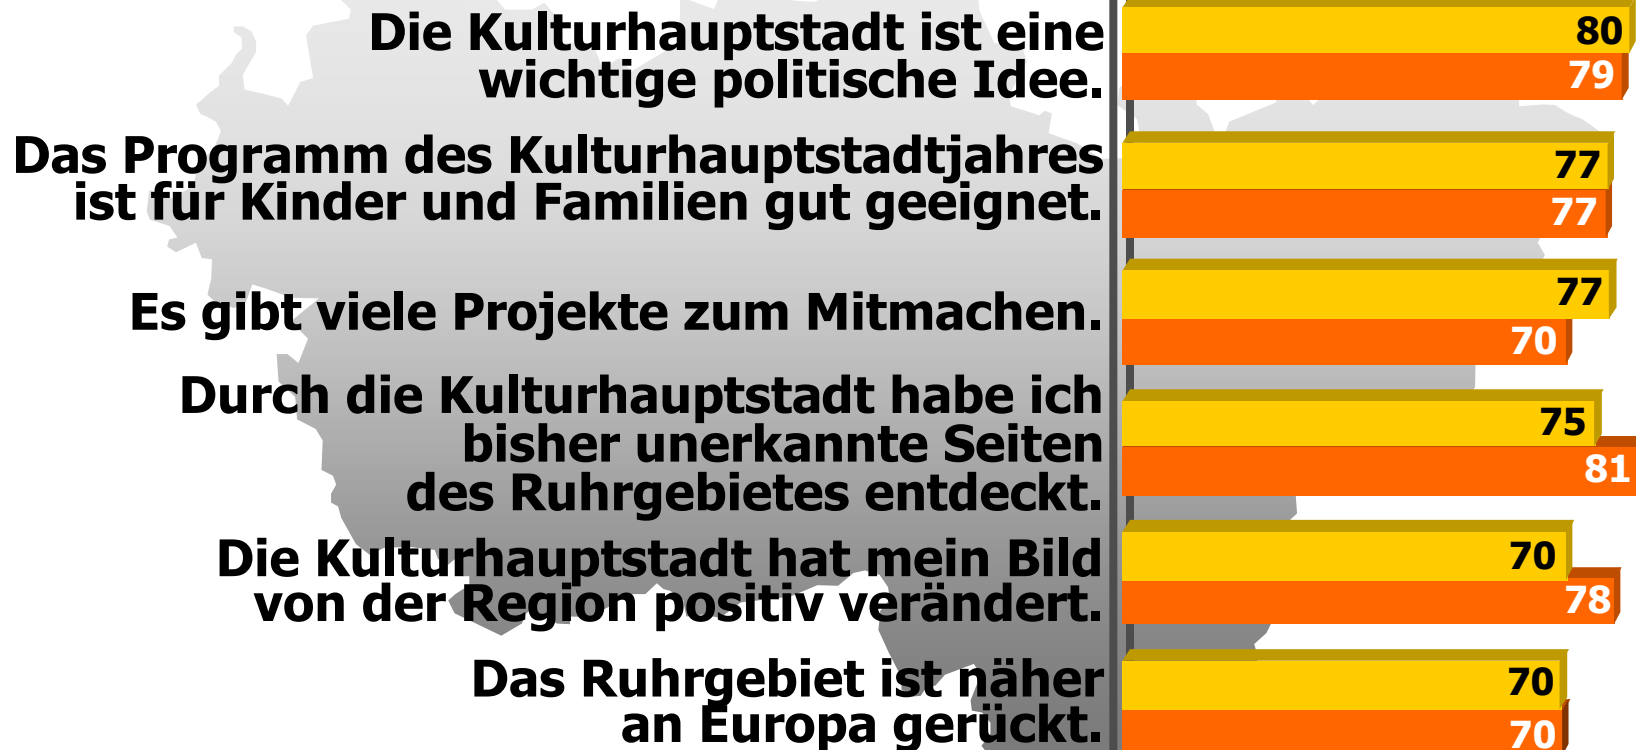 Die Kulturhauptstadt ist eine
wichtige politische Idee.
80
79
Das Programm des Kulturhauptstadtjahres
ist für Kinder und Familien gut geeignet.
77
77
Es gibt viele Projekte zum Mitmachen.
77
70
Durch die Kulturhauptstadt habe ich
bisher unerkannte Seiten
des Ruhrgebietes entdeckt.
75
81
Die Kulturhauptstadt hat mein Bild
von der Region positiv verändert.
70
78
Das Ruhrgebiet ist näher
an Europa gerückt.
70
70